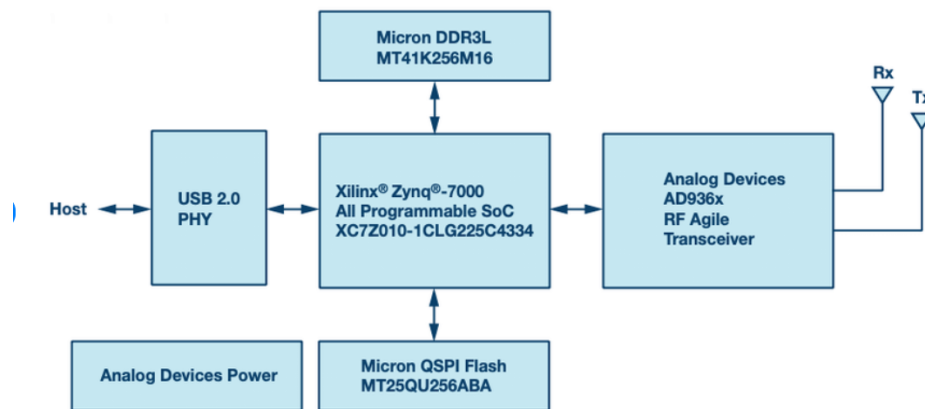 Micron DDR3L
MT41K256M16
Rx
Tx
Host
USB 2.0
PHY
Xilinx® Zynq®-7000
All Programmable SoC
XC7Z010-1CLG225C4334
Analog Devices
AD936x
RF Agile
Transceiver
Analog Devices Power
Micron QSPI Flash
MT25QU256ABA